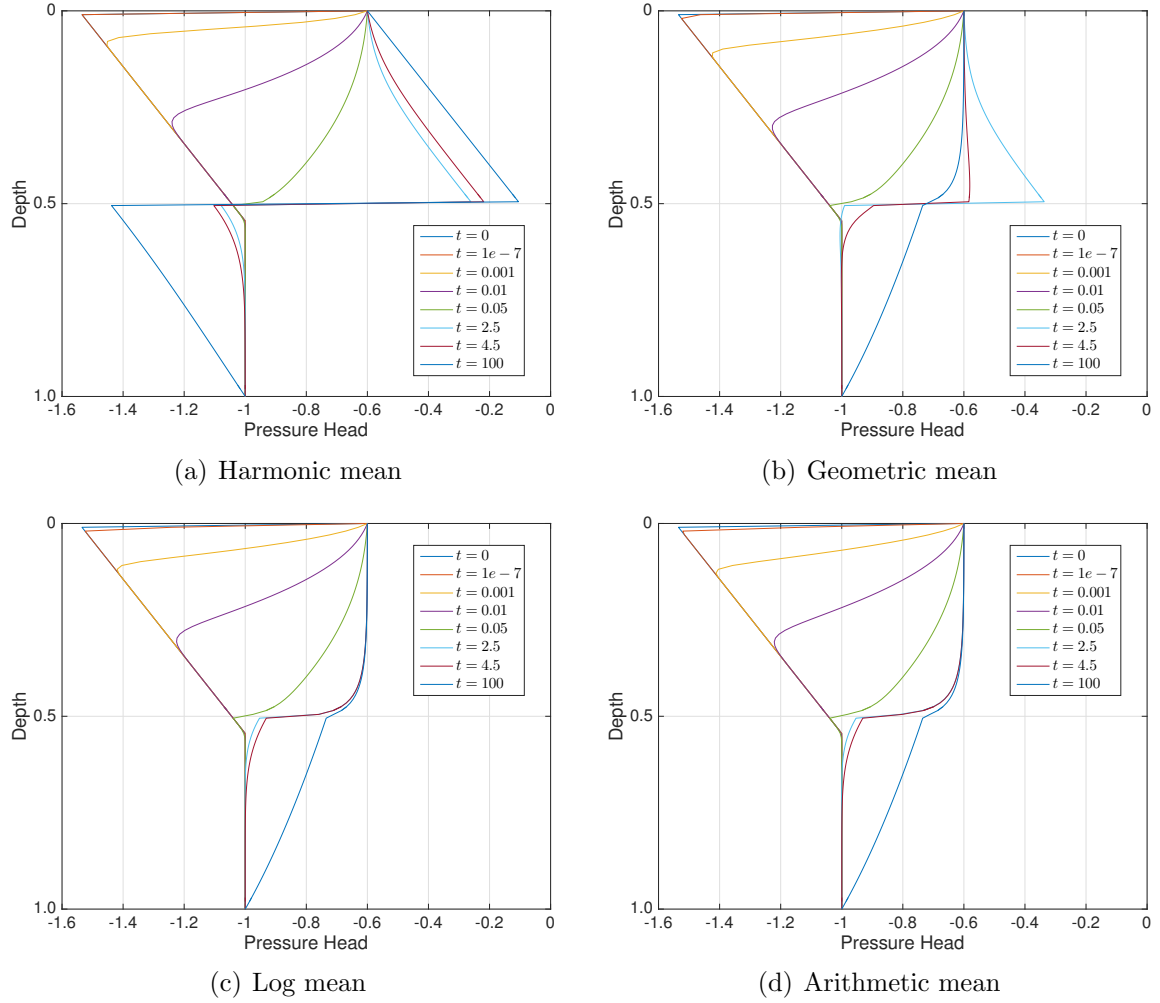 0
0.5
1.0
Depth
-1.6 -1.4 -1.2 -1 -0.8 -0.6 -0.4 -0.2 0
Pressure Head
t = 0
t = 1e − 7
t = 0.001
t = 0.01
t = 0.05
t = 2.5
t = 4.5
t = 100
(a) Harmonic mean
0
0.5
1.0
Depth
-1.6 -1.4 -1.2 -1 -0.8 -0.6 -0.4 -0.2 0
Pressure Head
t = 0
t = 1e − 7
t = 0.001
t = 0.01
t = 0.05
t = 2.5
t = 4.5
t = 100
(b) Geometric mean
0
0.5
1.0
Depth
-1.6 -1.4 -1.2 -1 -0.8 -0.6 -0.4 -0.2 0
Pressure Head
t = 0
t = 1e − 7
t = 0.001
t = 0.01
t = 0.05
t = 2.5
t = 4.5
t = 100
(c) Log mean
0
0.5
1.0
Depth
-1.6 -1.4 -1.2 -1 -0.8 -0.6 -0.4 -0.2 0
Pressure Head
t = 0
t = 1e − 7
t = 0.001
t = 0.01
t = 0.05
t = 2.5
t = 4.5
t = 100
(d) Arithmetic mean